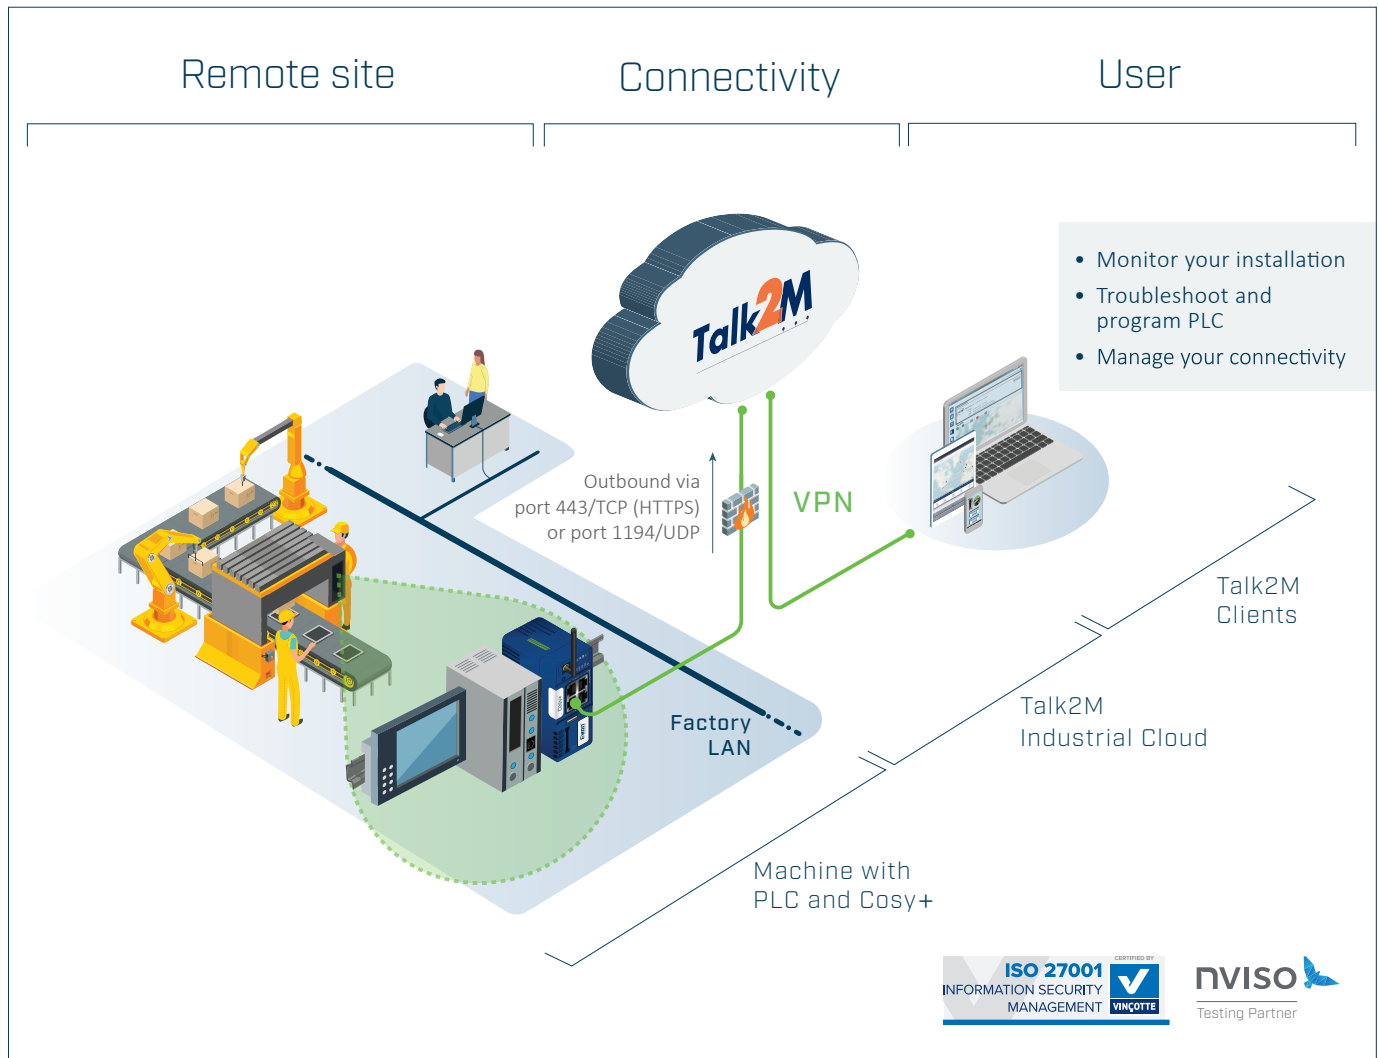 Remote site
Connectivity
User
• Monitor your installation
• Troubleshoot and
program PLC
• Manage your connectivity
Talk2M
Outbound via
port 443/TCP (HTTPS)
or port 1194/UDP
VPN
Factory
LAN
COSY+
Ewon
Talk2M
Clients
Talk2M
Industrial Cloud
Machine with
PLC and Cosy+
ISO 27001
INFORMATION SECURITY
MANAGEMENT
CERTIFIED BY
VINÇOTTE
nviso
Testing Partner